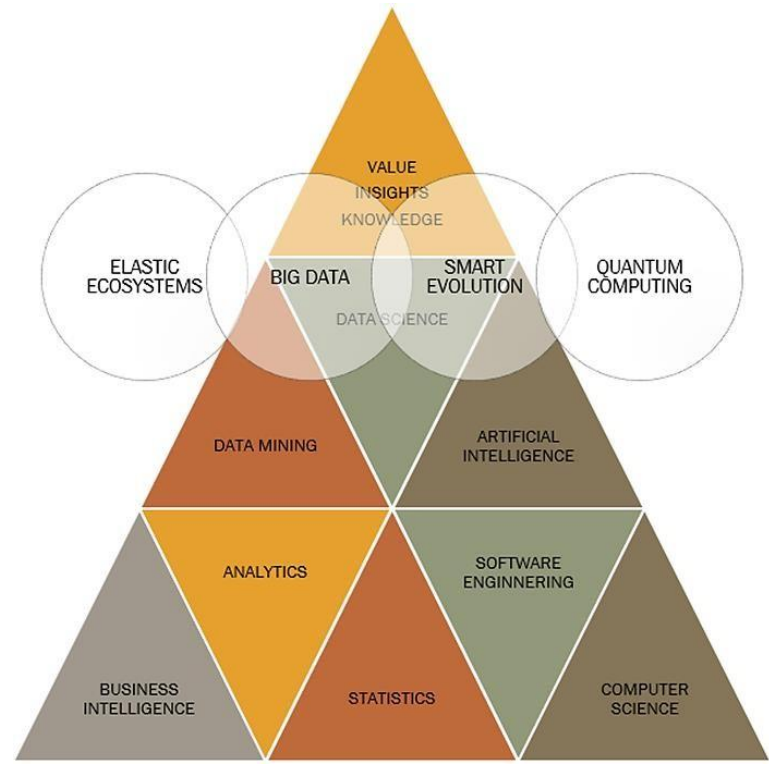 VALUE
INSIGHTS
KNOWLEDGE
ELASTIC
ECOSYSTEMS
BIG DATA
SMART
EVOLUTION
QUANTUM
COMPUTING
DATA SCIENCE
DATA MINING
ARTIFICIAL
INTELLIGENCE
ANALYTICS
SOFTWARE
ENGINNERING
BUSINESS
INTELLIGENCE
STATISTICS
COMPUTER
SCIENCE